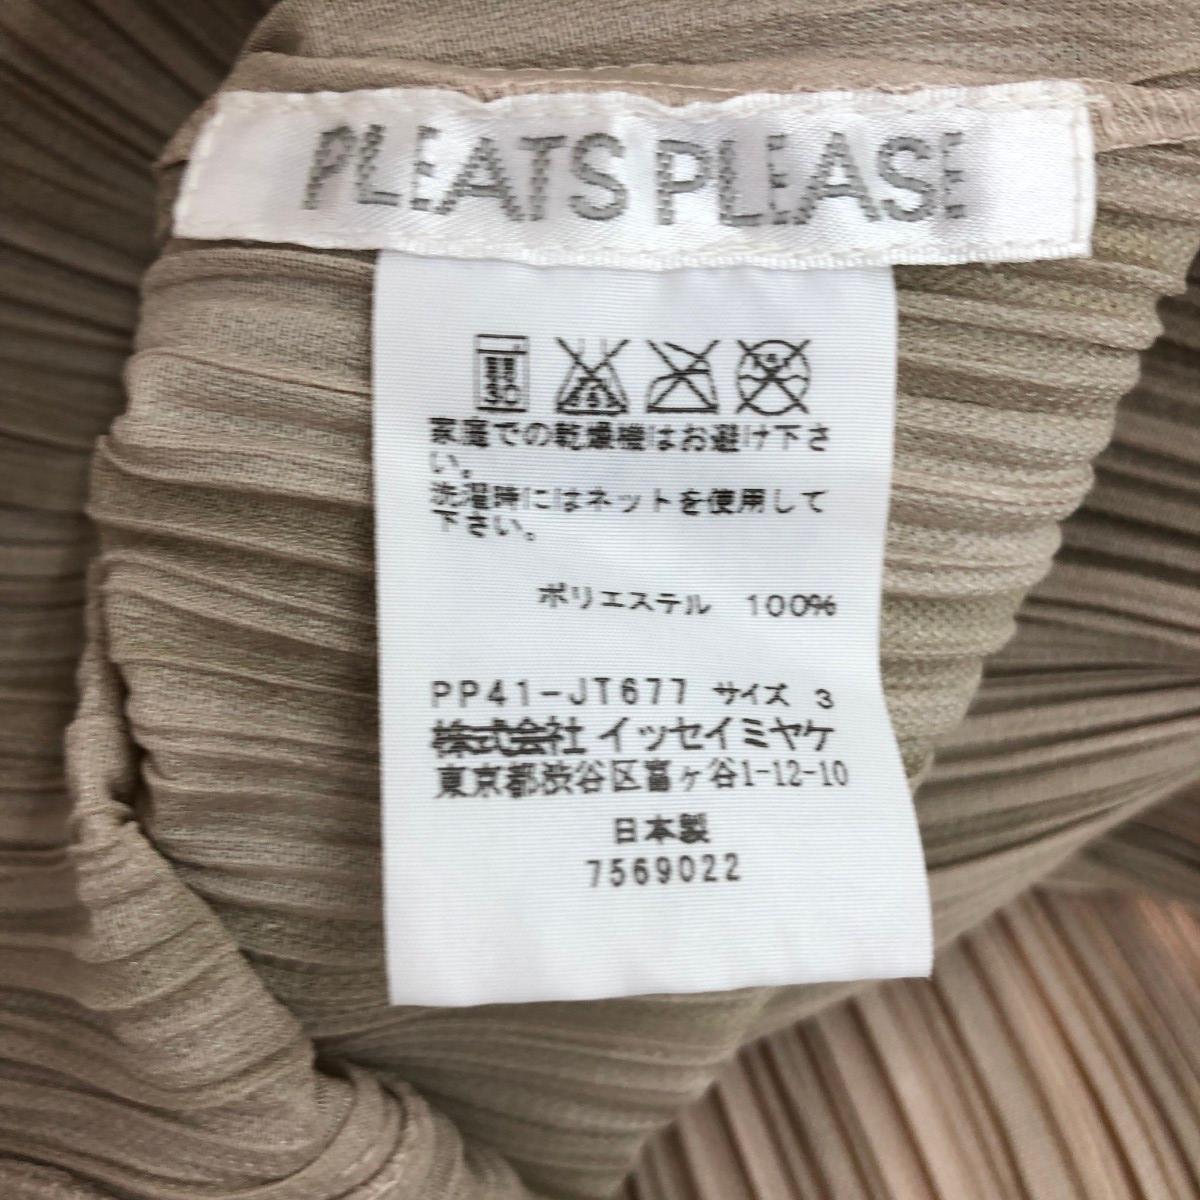 PLEATS PLEASE
30
家庭での乾燥機はお避け下さ
い。
洗濯時にはネットを使用して
下さい。
ポリエステル 100%
PP41-JT677 サイズ 3
株式会社 イッセイミヤケ
東京都渋谷区富ヶ谷1-12-10
日本製
7569022